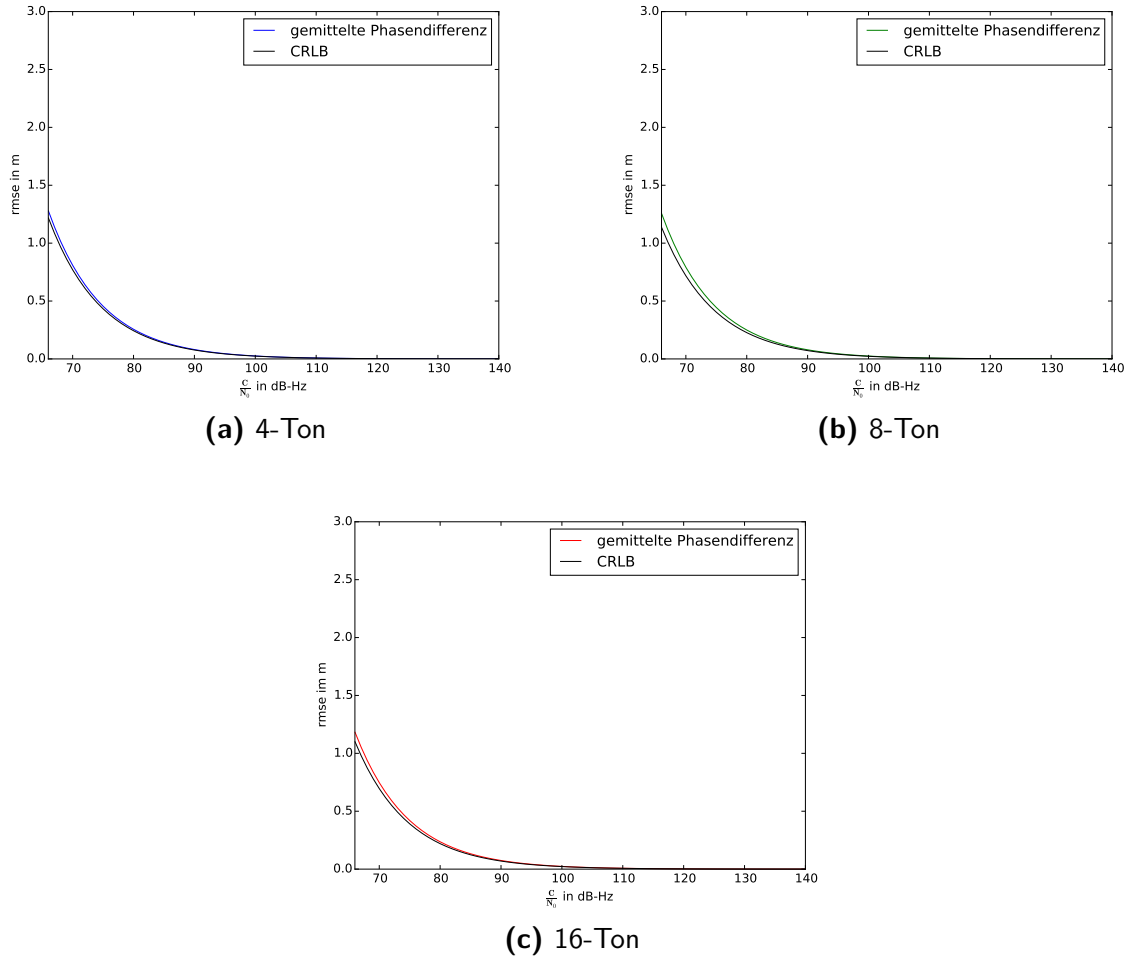 3.0
2.5
2.0
1.5
1.0
0.5
0.0
rmse in m
gemittelte Phasendifferenz
CRLB
70 80 90 100 110 120 130 140
C/N₀ in dB-Hz
(a) 4-Ton
3.0
2.5
2.0
1.5
1.0
0.5
0.0
rmse in m
gemittelte Phasendifferenz
CRLB
70 80 90 100 110 120 130 140
C/N₀ in dB-Hz
(b) 8-Ton
3.0
2.5
2.0
1.5
1.0
0.5
0.0
rmse im m
gemittelte Phasendifferenz
CRLB
70 80 90 100 110 120 130 140
C/N₀ in dB-Hz
(c) 16-Ton